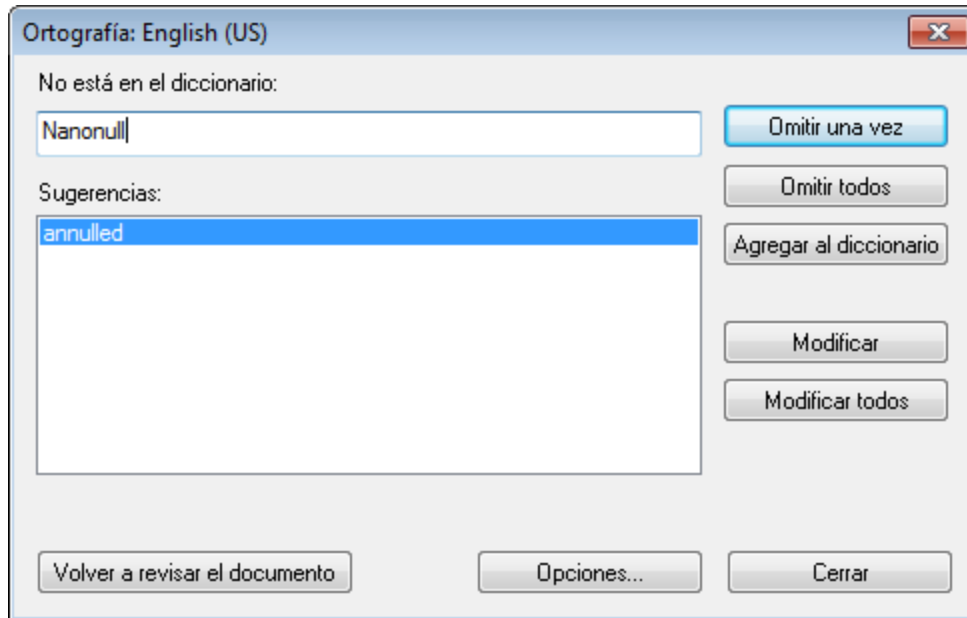 Ortografía: English (US)
No está en el diccionario:
Nanonull
Omitir una vez
Sugerencias:
Omitir todos
annulled
Agregar al diccionario
Modificar
Modificar todos
Volver a revisar el documento
Opciones...
Cerrar